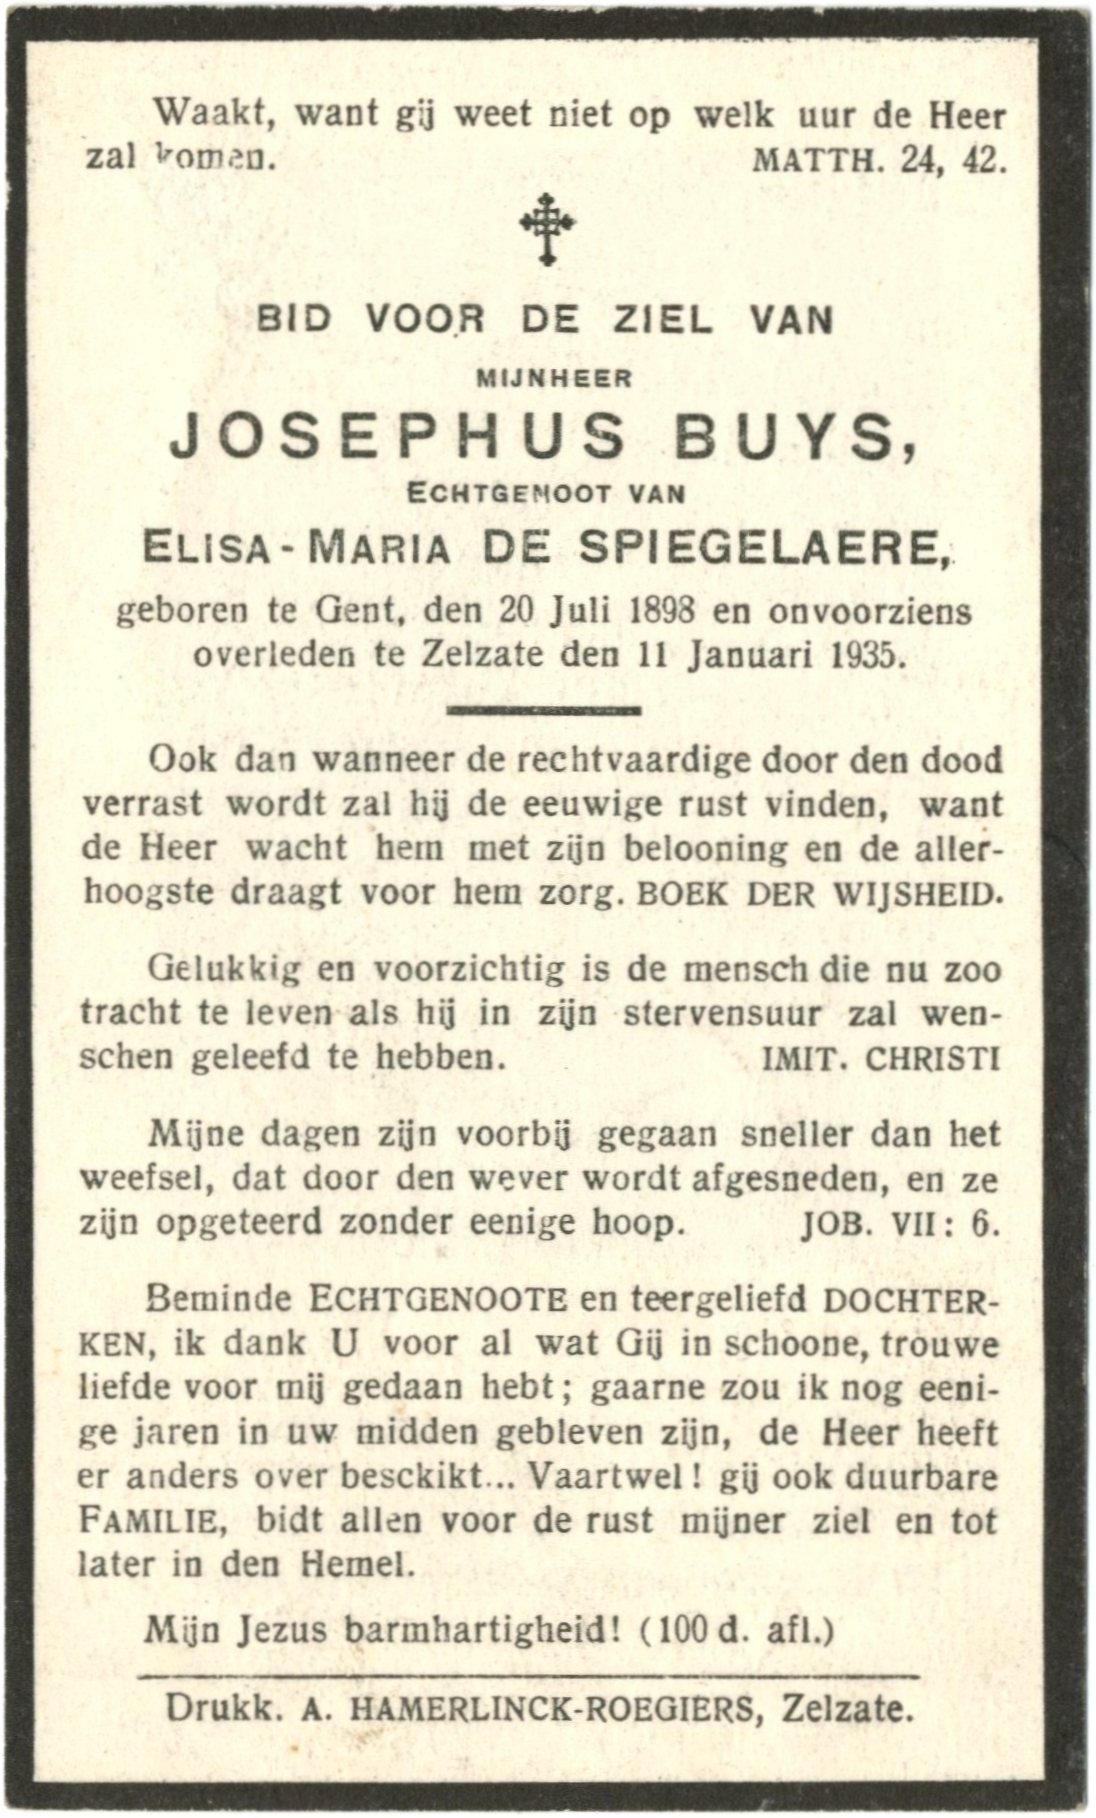 Waakt, want gij weet niet op welk uur de Heer
zal komen. MATTH. 24, 42.
BID VOOR DE ZIEL VAN
MIJNHEER
JOSEPHUS BUYS,
ECHTGENOOT VAN
ELISA-MARIA DE SPIEGELAERE,
geboren te Gent, den 20 Juli 1898 en onvoorziens
overleden te Zelzate den 11 Januari 1935.
Ook dan wanneer de rechtvaardige door den dood
verrast wordt zal hij de eeuwige rust vinden, want
de Heer wacht hem met zijn belooning en de aller-
hoogste draagt voor hem zorg. BOEK DER WIJSHEID.
Gelukkig en voorzichtig is de mensch die nu zoo
tracht te leven als hij in zijn stervensuur zal wen-
schen geleefd te hebben. IMIT. CHRISTI
Mijne dagen zijn voorbij gegaan sneller dan het
weefsel, dat door den wever wordt afgesneden, en ze
zijn opgeteerd zonder eenige hoop. JOB. VII: 6.
Beminde ECHTGENOOTE en teergeliefd DOCHTER-
KEN, ik dank U voor al wat Gij in schoone, trouwe
liefde voor mij gedaan hebt; gaarne zou ik nog eeni-
ge jaren in uw midden gebleven zijn, de Heer heeft
er anders over besckikt... Vaartwel! gij ook duurbare
FAMILIE, bidt allen voor de rust mijner ziel en tot
later in den Hemel.
Mijn Jezus barmhartigheid! (100 d. afl.)
Drukk. A. HAMERLINCK-ROEGIERS, Zelzate.